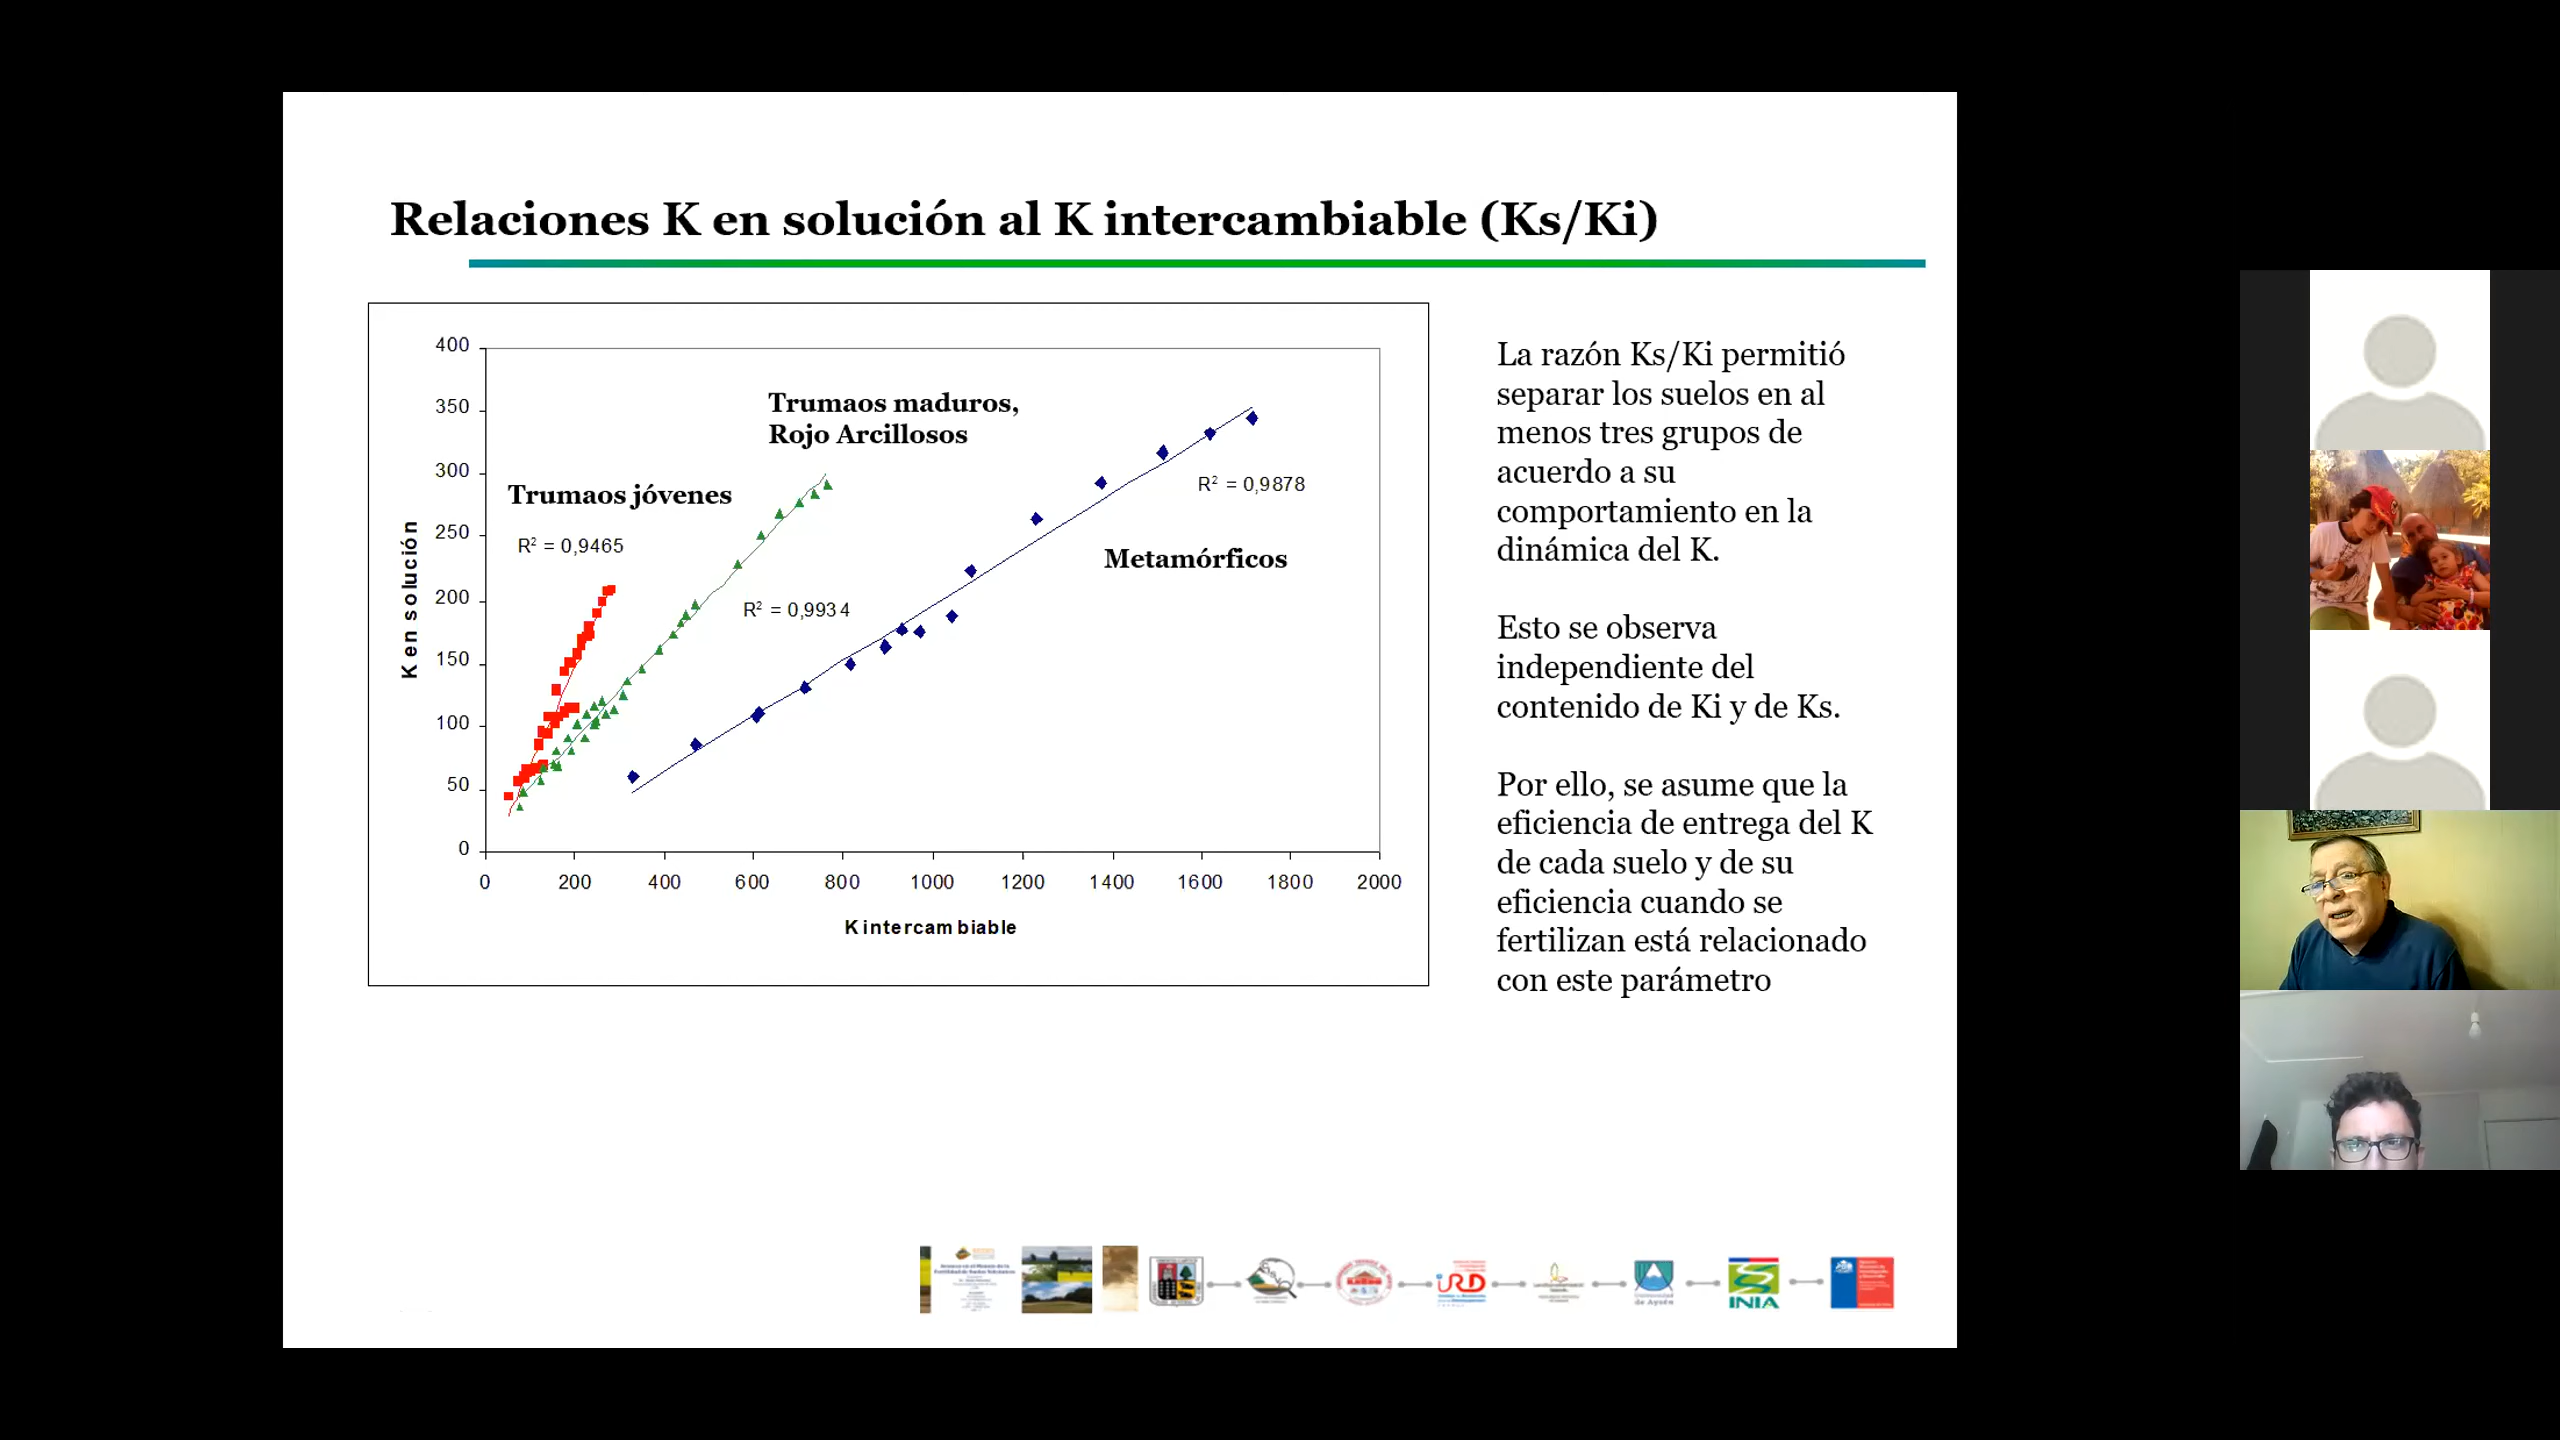 Relaciones K en solución al K intercambiable (Ks/Ki)
400
350
300
250
200
150
100
50
0
K en solución
Trumaos jóvenes
R² = 0,9465
Trumaos maduros,
Rojo Arcillosos
R² = 0,9934
R² = 0,9878
Metamórficos
0 200 400 600 800 1000 1200 1400 1600 1800 2000
K intercambiable
La razón Ks/Ki permitió
separar los suelos en al
menos tres grupos de
acuerdo a su
comportamiento en la
dinámica del K.
Esto se observa
independiente del
contenido de Ki y de Ks.
Por ello, se asume que la
eficiencia de entrega del K
de cada suelo y de su
eficiencia cuando se
fertilizan está relacionado
con este parámetro
iRD
Universidad
de Aysén
INIA